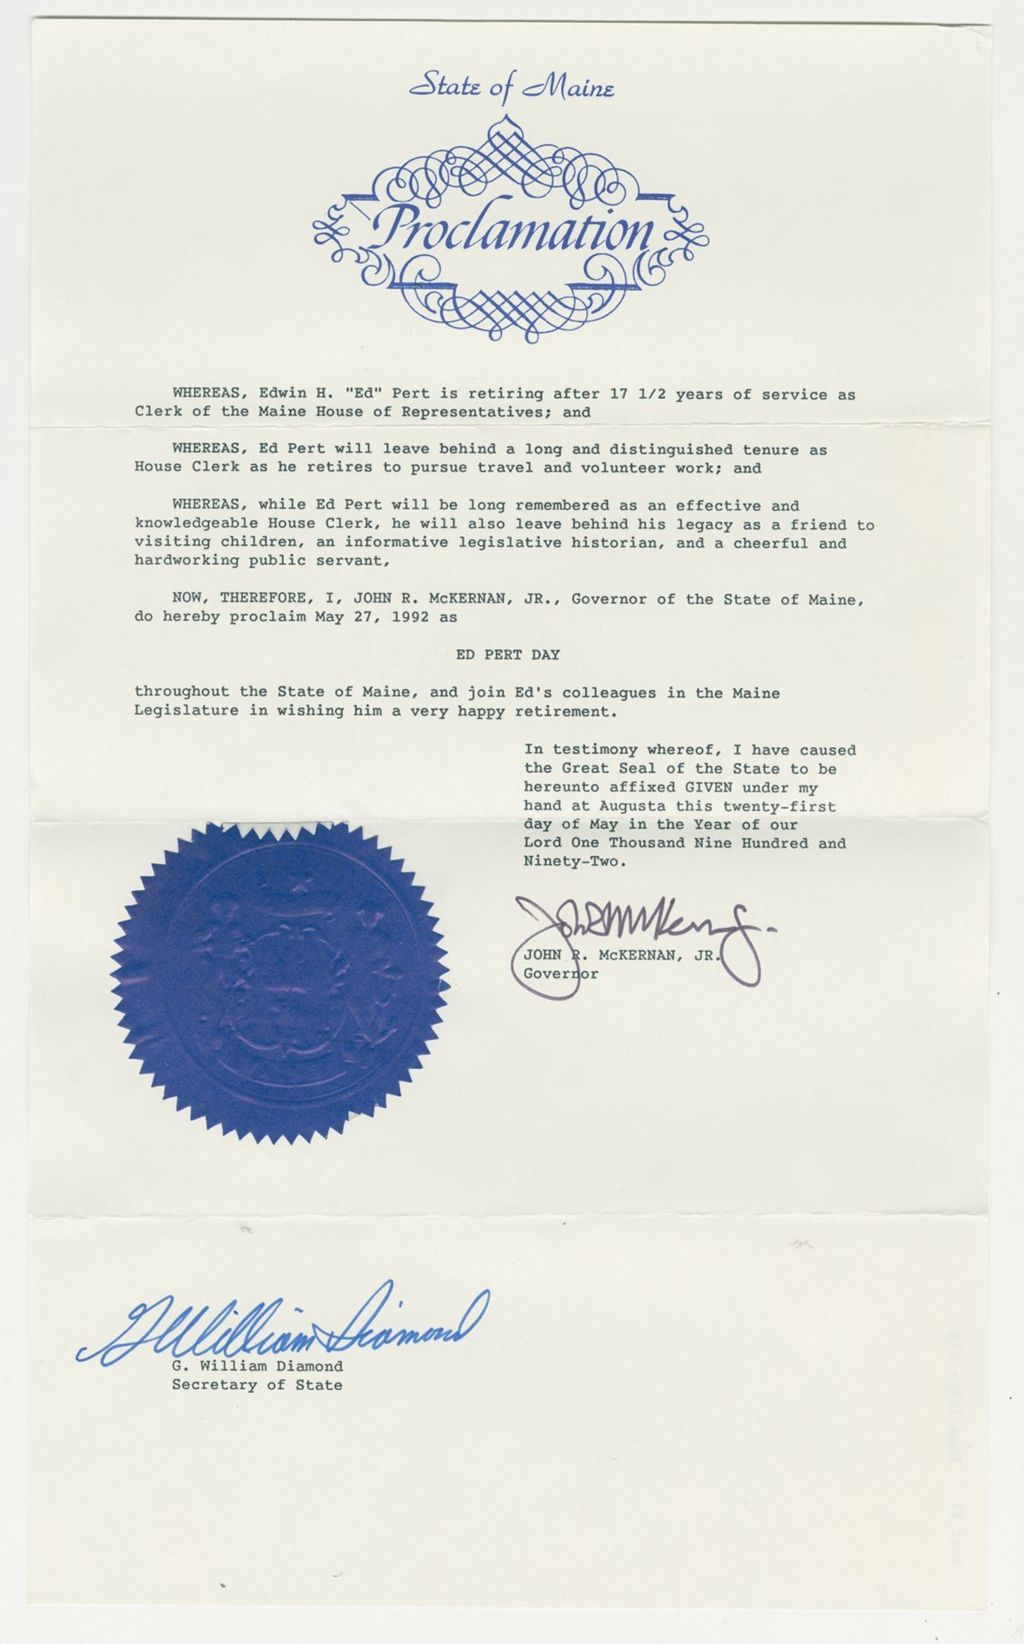 State of Maine
Proclamation
WHEREAS, Edwin H. "Ed" Pert is retiring after 17 1/2 years of service as
Clerk of the Maine House of Representatives; and
WHEREAS, Ed Pert will leave behind a long and distinguished tenure as
House Clerk as he retires to pursue travel and volunteer work; and
WHEREAS, while Ed Pert will be long remembered as an effective and
knowledgeable House Clerk, he will also leave behind his legacy as a friend to
visiting children, an informative legislative historian, and a cheerful and
hardworking public servant,
NOW, THEREFORE, I, JOHN R. McKERNAN, JR., Governor of the State of Maine,
do hereby proclaim May 27, 1992 as
ED PERT DAY
throughout the State of Maine, and join Ed's colleagues in the Maine
Legislature in wishing him a very happy retirement.
In testimony whereof, I have caused
the Great Seal of the State to be
hereunto affixed GIVEN under my
hand at Augusta this twenty-first
day of May in the Year of our
Lord One Thousand Nine Hundred and
Ninety-Two.
John R McKernan Jr.
JOHN R. McKERNAN, JR.
Governor
G William Diamond
G. William Diamond
Secretary of State